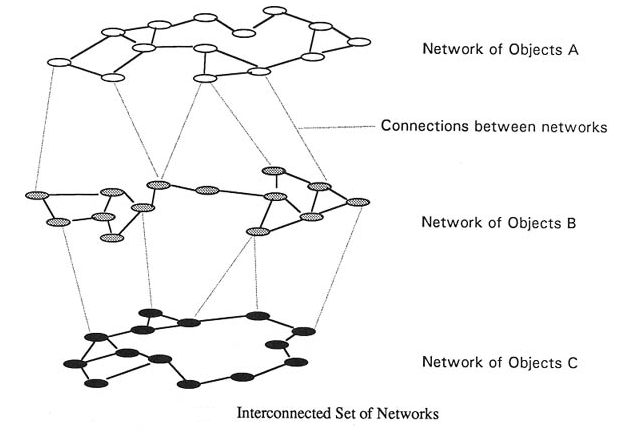 Network of Objects A
Connections between networks
Network of Objects B
Network of Objects C
Interconnected Set of Networks